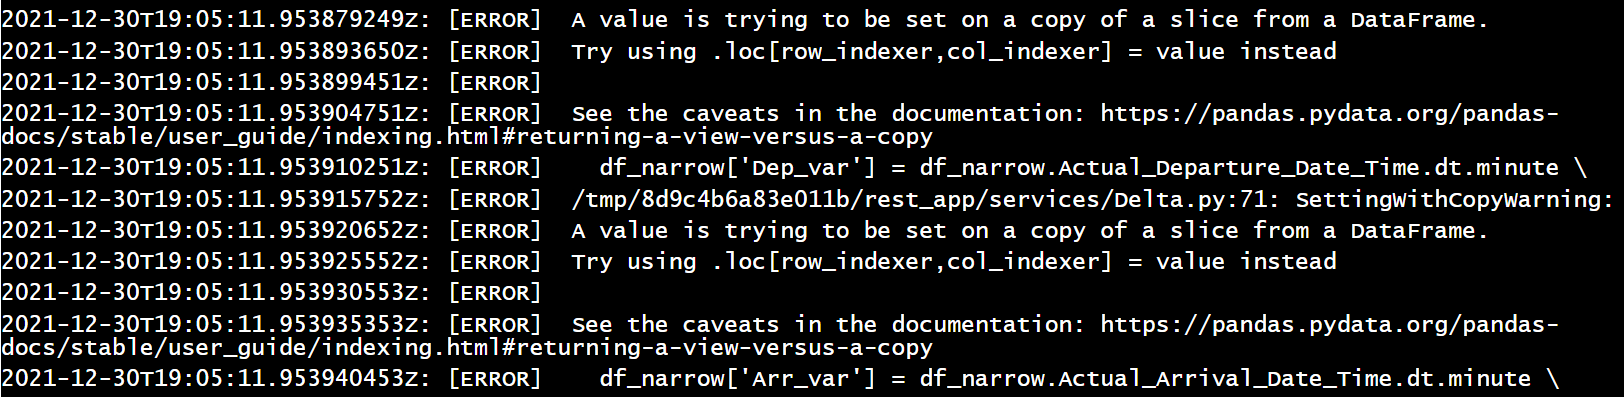 2021-12-30T19:05:11.953879249Z: [ERROR]  A value is trying to be set on a copy of a slice from a DataFrame.
2021-12-30T19:05:11.953893650Z: [ERROR]  Try using .loc[row_indexer,col_indexer] = value instead
2021-12-30T19:05:11.953899451Z: [ERROR]
2021-12-30T19:05:11.953904751Z: [ERROR]  See the caveats in the documentation: https://pandas.pydata.org/pandas-
docs/stable/user_guide/indexing.html#returning-a-view-versus-a-copy
2021-12-30T19:05:11.953910251Z: [ERROR]    df_narrow['Dep_var'] = df_narrow.Actual_Departure_Date_Time.dt.minute \
2021-12-30T19:05:11.953915752Z: [ERROR]  /tmp/8d9c4b6a83e011b/rest_app/services/Delta.py:71: SettingWithCopyWarning:
2021-12-30T19:05:11.953920652Z: [ERROR]  A value is trying to be set on a copy of a slice from a DataFrame.
2021-12-30T19:05:11.953925552Z: [ERROR]  Try using .loc[row_indexer,col_indexer] = value instead
2021-12-30T19:05:11.953930553Z: [ERROR]
2021-12-30T19:05:11.953935353Z: [ERROR]  See the caveats in the documentation: https://pandas.pydata.org/pandas-
docs/stable/user_guide/indexing.html#returning-a-view-versus-a-copy
2021-12-30T19:05:11.953940453Z: [ERROR]    df_narrow['Arr_var'] = df_narrow.Actual_Arrival_Date_Time.dt.minute \